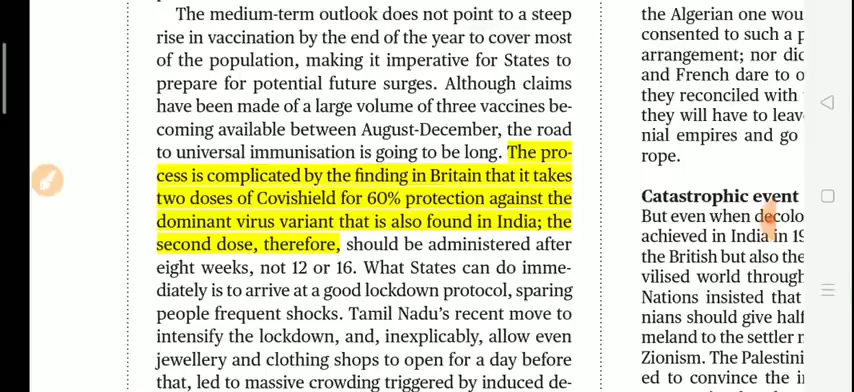 The medium-term outlook does not point to a steep
rise in vaccination by the end of the year to cover most
of the population, making it imperative for States to
prepare for potential future surges. Although claims
have been made of a large volume of three vaccines be-
coming available between August-December, the road
to universal immunisation is going to be long. The pro-
cess is complicated by the finding in Britain that it takes
two doses of Covishield for 60% protection against the
dominant virus variant that is also found in India; the
second dose, therefore, should be administered after
eight weeks, not 12 or 16. What States can do imme-
diately is to arrive at a good lockdown protocol, sparing
people frequent shocks. Tamil Nadu's recent move to
intensify the lockdown, and, inexplicably, allow even
jewellery and clothing shops to open for a day before
that, led to massive crowding triggered by induced de-
the Algerian one wou
consented to such a p
arrangement; nor did
and French dare to o
they reconciled with
they will have to leav
nial empires and go
rope.
Catastrophic event
But even when decolo
achieved in India in 19
the British but also the
vilised world through
Nations insisted that
nians should give half
meland to the settler
Zionism. The Palestini
ed to convince the